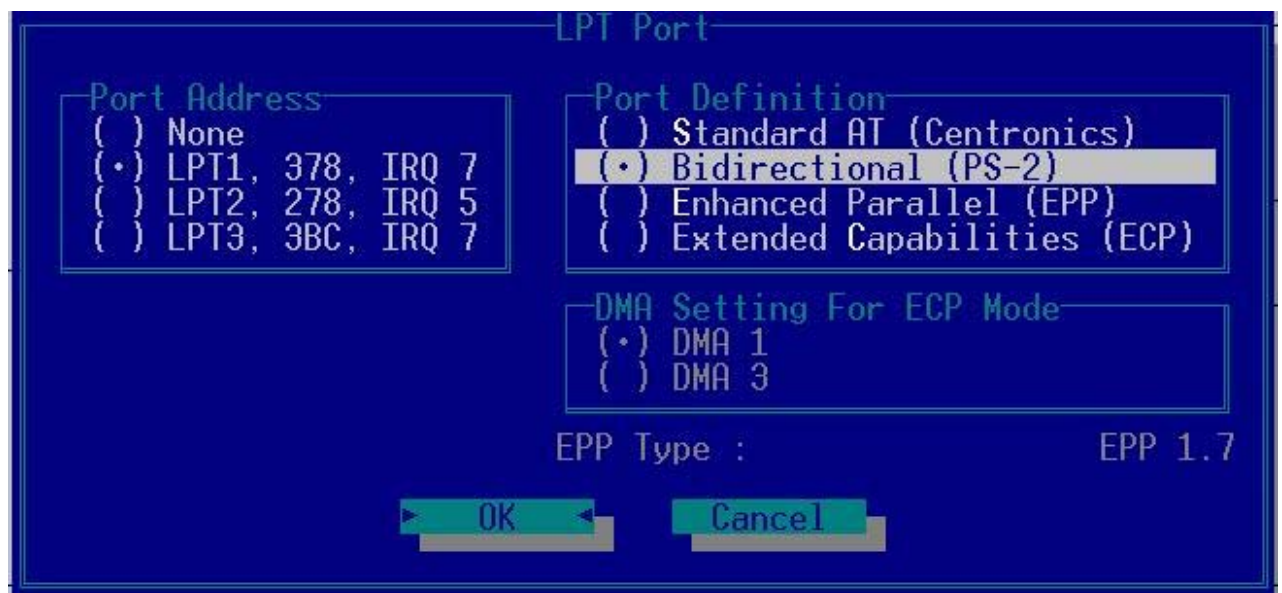 LPT Port
Port Address
( ) None
(•) LPT1, 378, IRQ 7
( ) LPT2, 278, IRQ 5
( ) LPT3, 3BC, IRQ 7
Port Definition
( ) Standard AT (Centronics)
(•) Bidirectional (PS-2)
( ) Enhanced Parallel (EPP)
( ) Extended Capabilities (ECP)
DMA Setting For ECP Mode
(•) DMA 1
( ) DMA 3
EPP Type : EPP 1.7
► OK ◄
Cancel